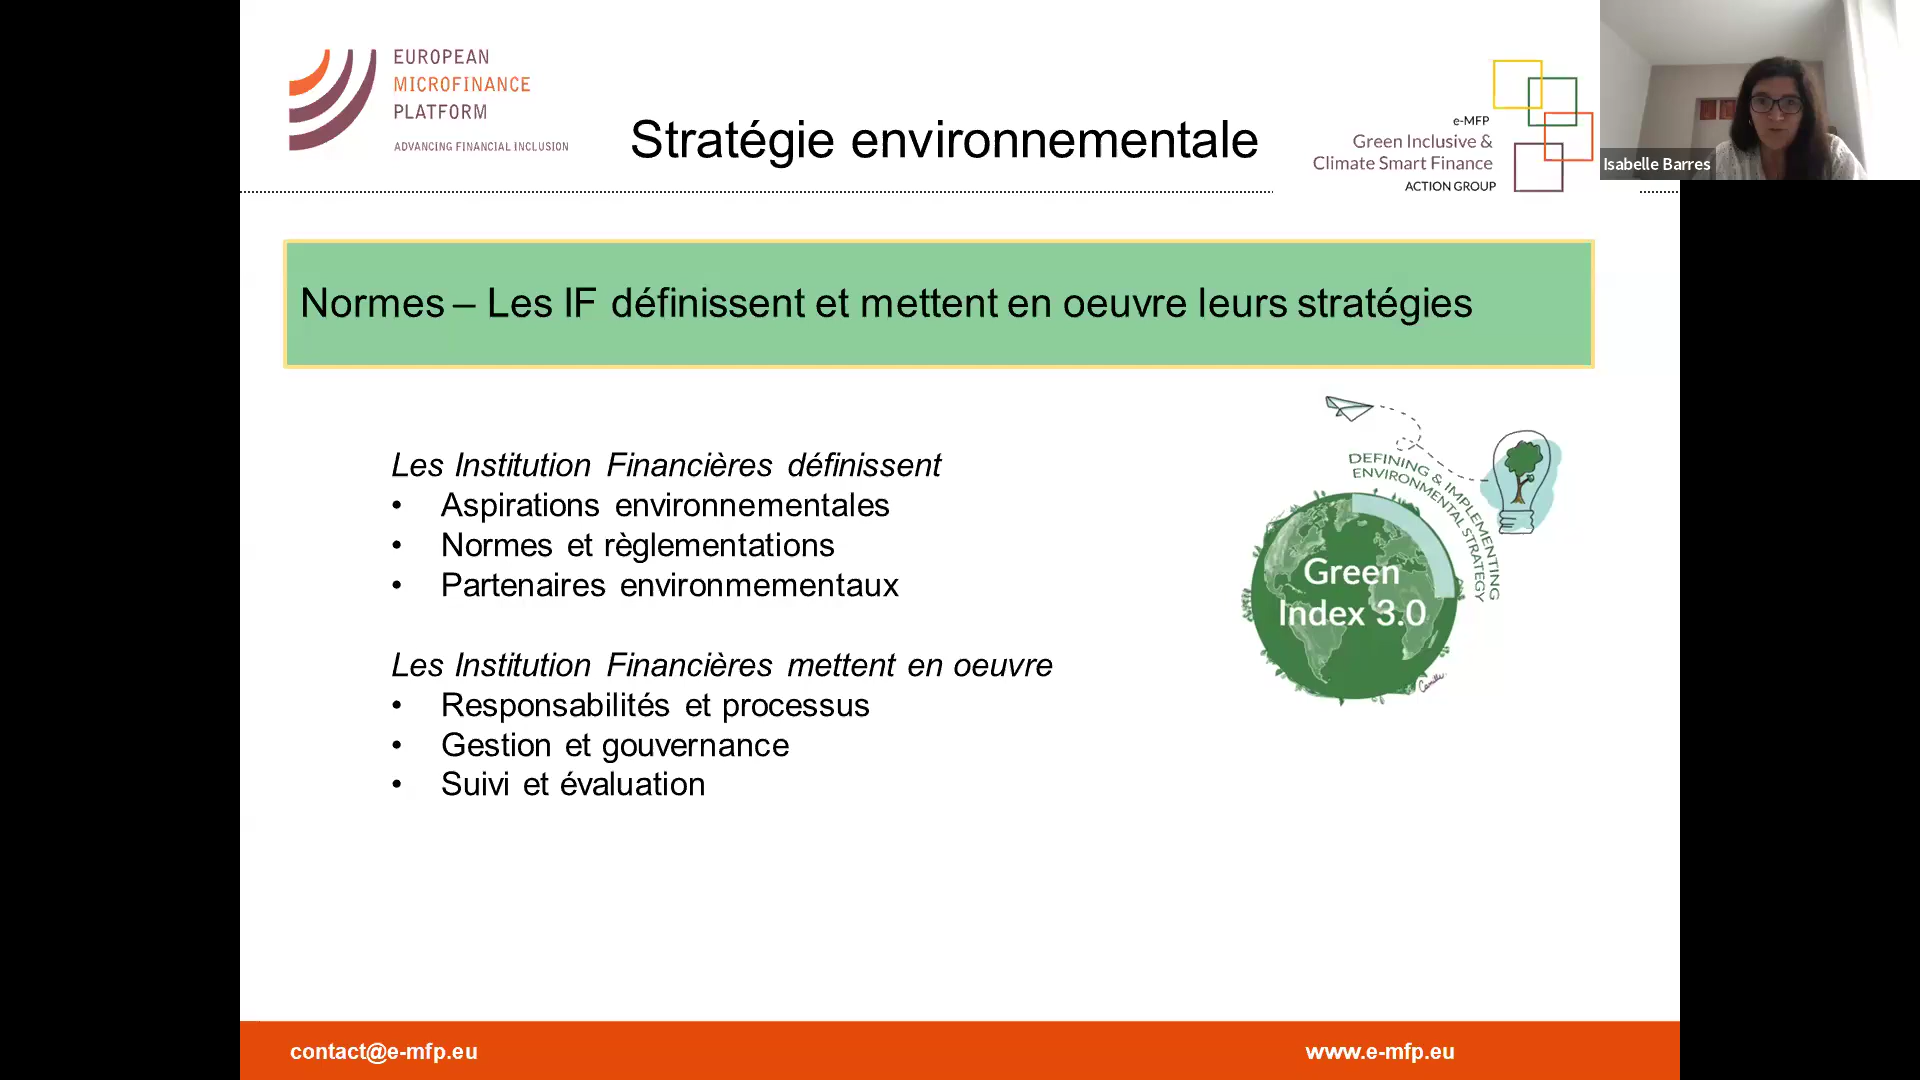 EUROPEAN
MICROFINANCE
PLATFORM
ADVANCING FINANCIAL INCLUSION
Stratégie environnementale
e-MFP
Green Inclusive &
Climate Smart Finance
ACTION GROUP
Isabelle Barres
Normes – Les IF définissent et mettent en oeuvre leurs stratégies
Les Institution Financières définissent
• Aspirations environnementales
• Normes et règlementations
• Partenaires environmementaux
Les Institution Financières mettent en oeuvre
• Responsabilités et processus
• Gestion et gouvernance
• Suivi et évaluation
DEFINING & IMPLEMENTING
ENVIRONMENTAL STRATEGY
Green
Index 3.0
Camille
contact@e-mfp.eu
www.e-mfp.eu